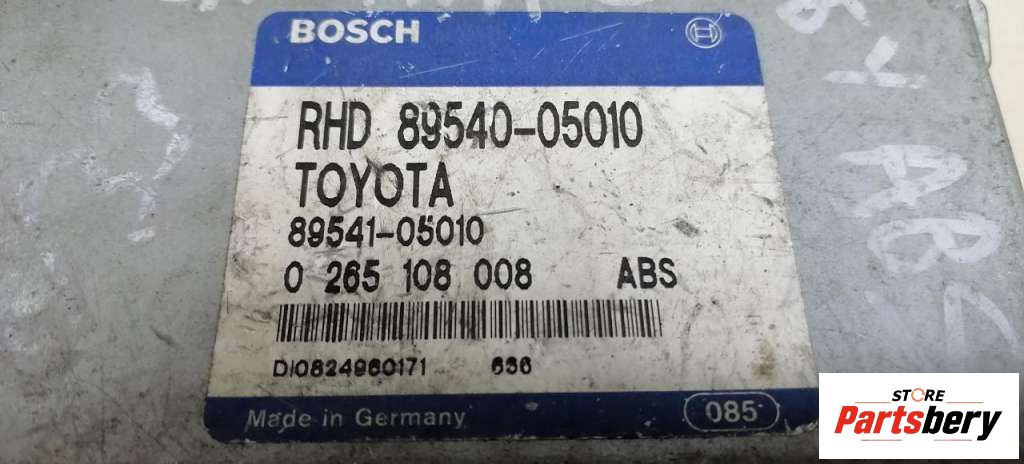 BOSCH
RHD 89540-05010
TOYOTA
89541-05010
0 265 108 008 ABS
DI0824960171 636
Made in Germany 085
STORE
Partsbery